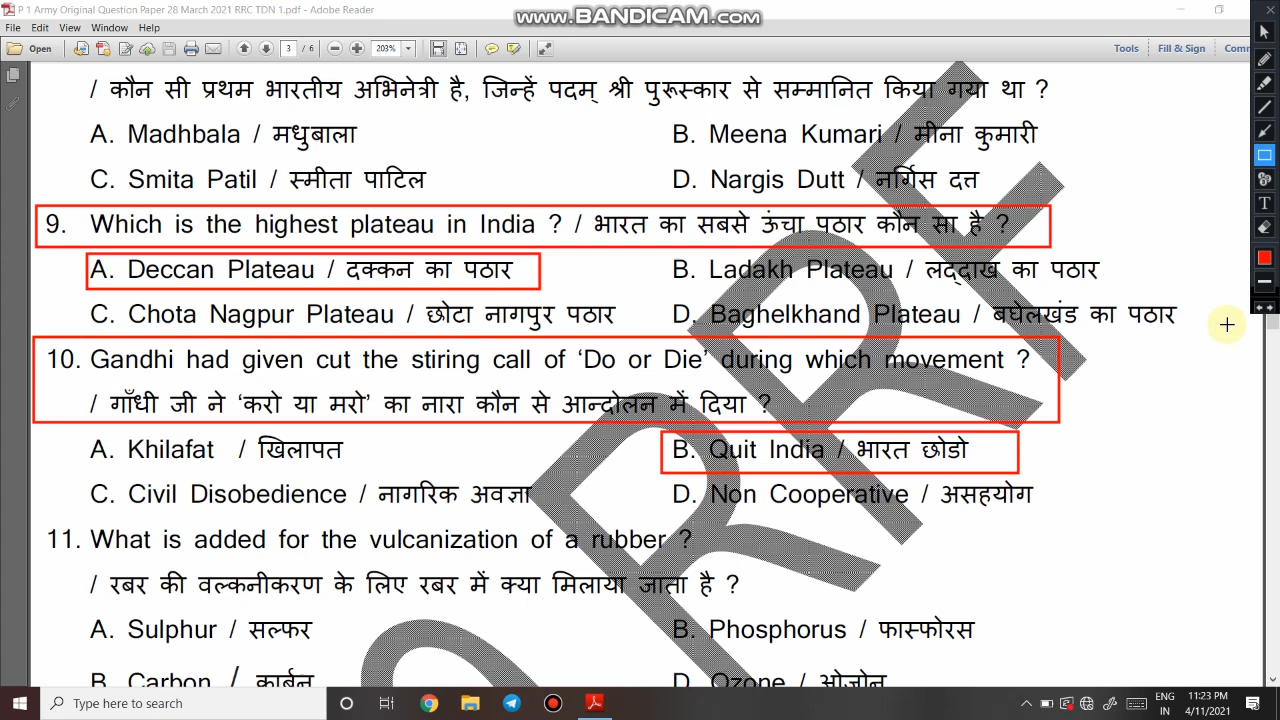 P 1 Army Original Question Paper 28 March 2021 RRC TDN 1.pdf - Adobe Reader
www.BANDICAM.com
File Edit View Window Help
Open 3 / 6 203% Tools Fill & Sign Comm
/ कौन सी प्रथम भारतीय अभिनेत्री है, जिन्हें पदम् श्री पुरूस्कार से सम्मानित किया गया था ?
A. Madhbala / मधुबाला B. Meena Kumari / मीना कुमारी
C. Smita Patil / स्मीता पाटिल D. Nargis Dutt / नर्गिस दत्त
9. Which is the highest plateau in India ? / भारत का सबसे ऊंचा पठार कौन सा है ?
A. Deccan Plateau / दक्कन का पठार B. Ladakh Plateau / लद्दाख का पठार
C. Chota Nagpur Plateau / छोटा नागपुर पठार D. Baghelkhand Plateau / बघेलखंड का पठार
10. Gandhi had given cut the stiring call of ‘Do or Die’ during which movement ?
/ गाँधी जी ने ‘करो या मरो’ का नारा कौन से आन्दोलन में दिया ?
A. Khilafat / खिलापत B. Quit India / भारत छोडो
C. Civil Disobedience / नागरिक अवज्ञा D. Non Cooperative / असहयोग
11. What is added for the vulcanization of a rubber ?
/ रबर की वल्कनीकरण के लिए रबर में क्या मिलाया जाता है ?
A. Sulphur / सल्फर B. Phosphorus / फास्फोरस
B. Carbon / कार्बन D. Ozone / ओजोन
Type here to search ENG 11:23 PM
IN 4/11/2021